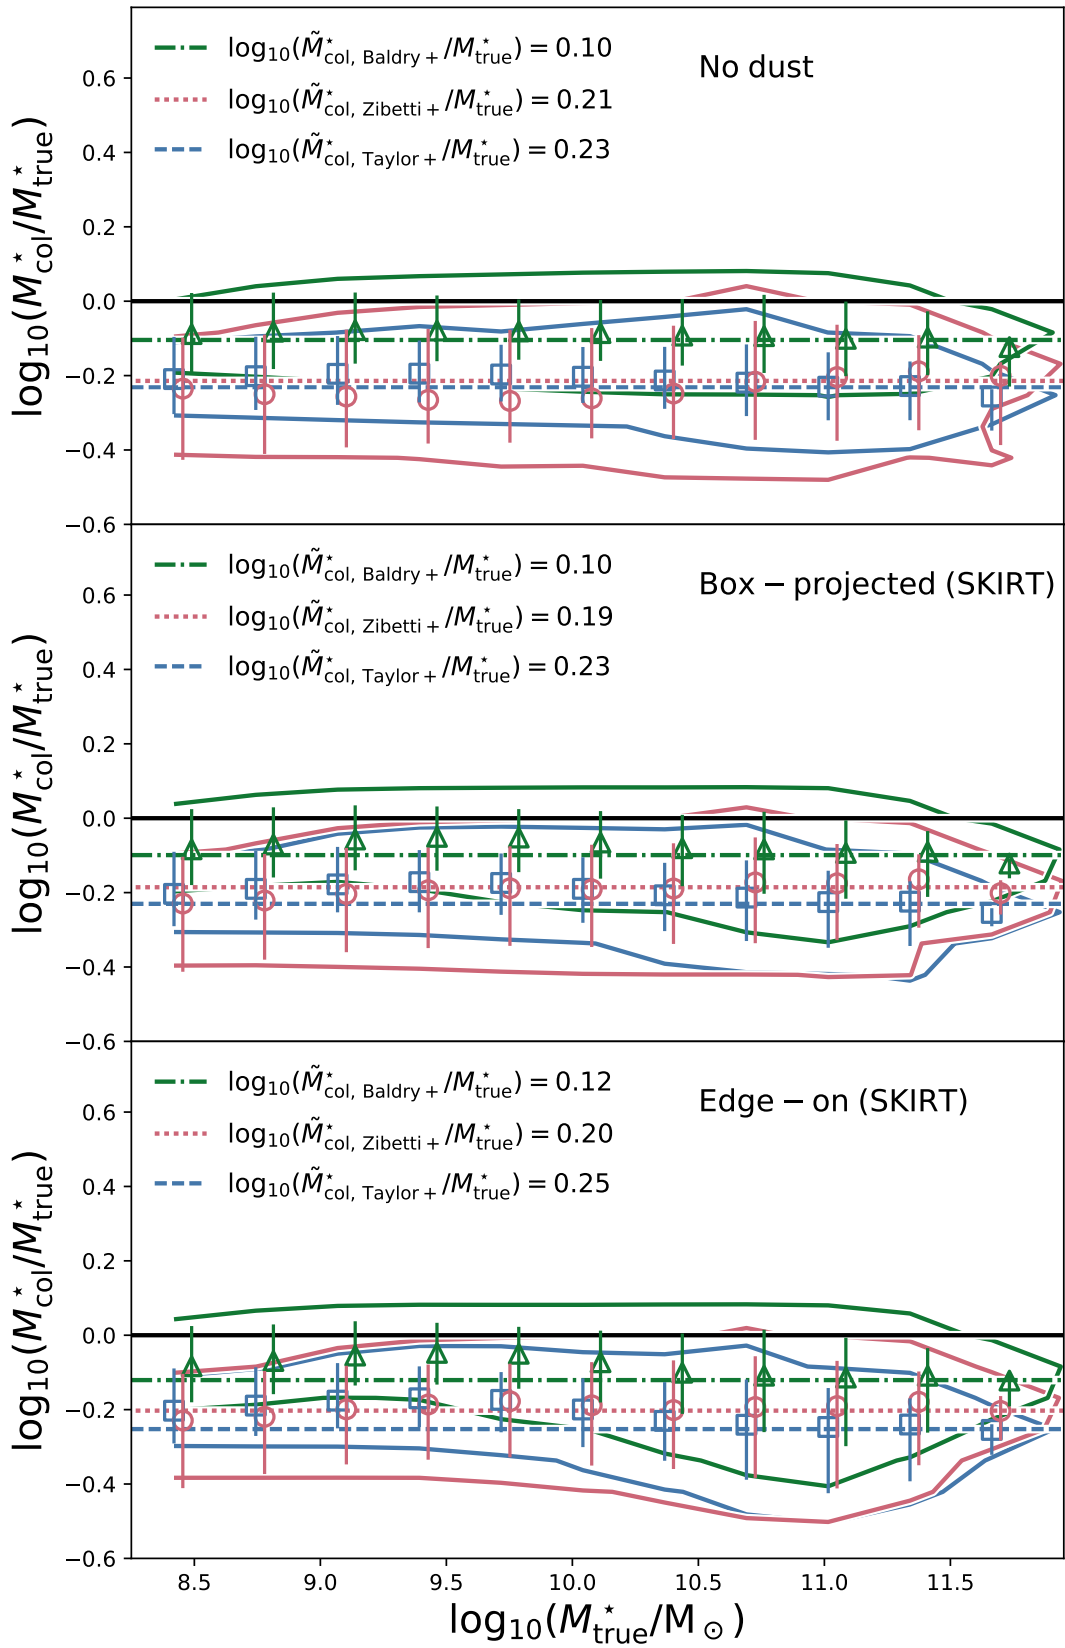 log₁₀(M̃*col, Baldry+/M*true) = 0.10
No dust
log₁₀(M̃*col, Zibetti+/M*true) = 0.21
log₁₀(M̃*col, Taylor+/M*true) = 0.23
log₁₀(M*col/M*true)
0.6
0.4
0.2
0.0
−0.2
−0.4
−0.6
log₁₀(M̃*col, Baldry+/M*true) = 0.10
Box − projected (SKIRT)
log₁₀(M̃*col, Zibetti+/M*true) = 0.19
log₁₀(M̃*col, Taylor+/M*true) = 0.23
log₁₀(M*col/M*true)
0.6
0.4
0.2
0.0
−0.2
−0.4
−0.6
log₁₀(M̃*col, Baldry+/M*true) = 0.12
Edge − on (SKIRT)
log₁₀(M̃*col, Zibetti+/M*true) = 0.20
log₁₀(M̃*col, Taylor+/M*true) = 0.25
log₁₀(M*col/M*true)
0.6
0.4
0.2
0.0
−0.2
−0.4
−0.6
8.5 9.0 9.5 10.0 10.5 11.0 11.5
log₁₀(M*true/M⊙)